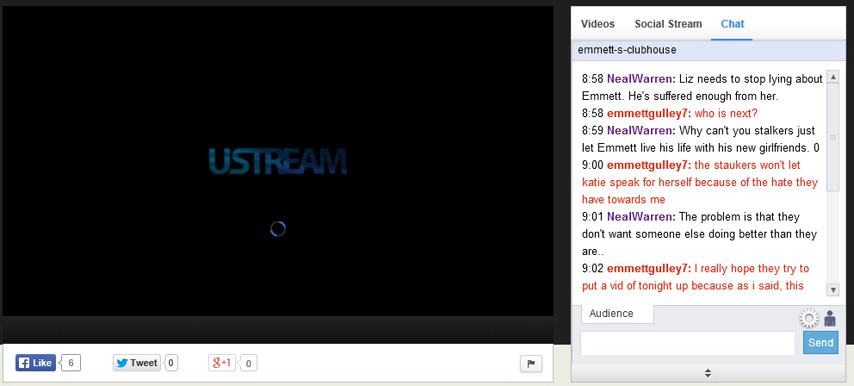 Videos Social Stream Chat
emmett-s-clubhouse
8:58 NealWarren: Liz needs to stop lying about
Emmett. He's suffered enough from her.
8:58 emmettgulley7: who is next?
8:59 NealWarren: Why can't you stalkers just
let Emmett live his life with his new girlfriends. 0
9:00 emmettgulley7: the staukers won't let
katie speak for herself because of the hate they
have towards me
9:01 NealWarren: The problem is that they
don't want someone else doing better than they
are..
9:02 emmettgulley7: I really hope they try to
put a vid of tonight up because as i said, this
USTREAM
Audience
Send
Like 6 Tweet 0 g+1 0